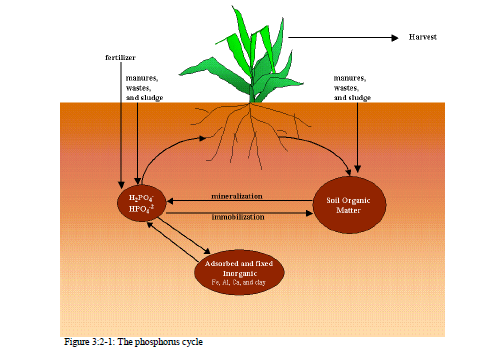 Harvest
fertilizer
manures,
wastes,
and sludge
manures,
wastes,
and sludge
mineralization
immobilization
H₂PO₄⁻
HPO₄⁻²
Soil Organic
Matter
Adsorbed and fixed
Inorganic
Fe, Al, Ca, and clay
Figure 3:2-1: The phosphorus cycle